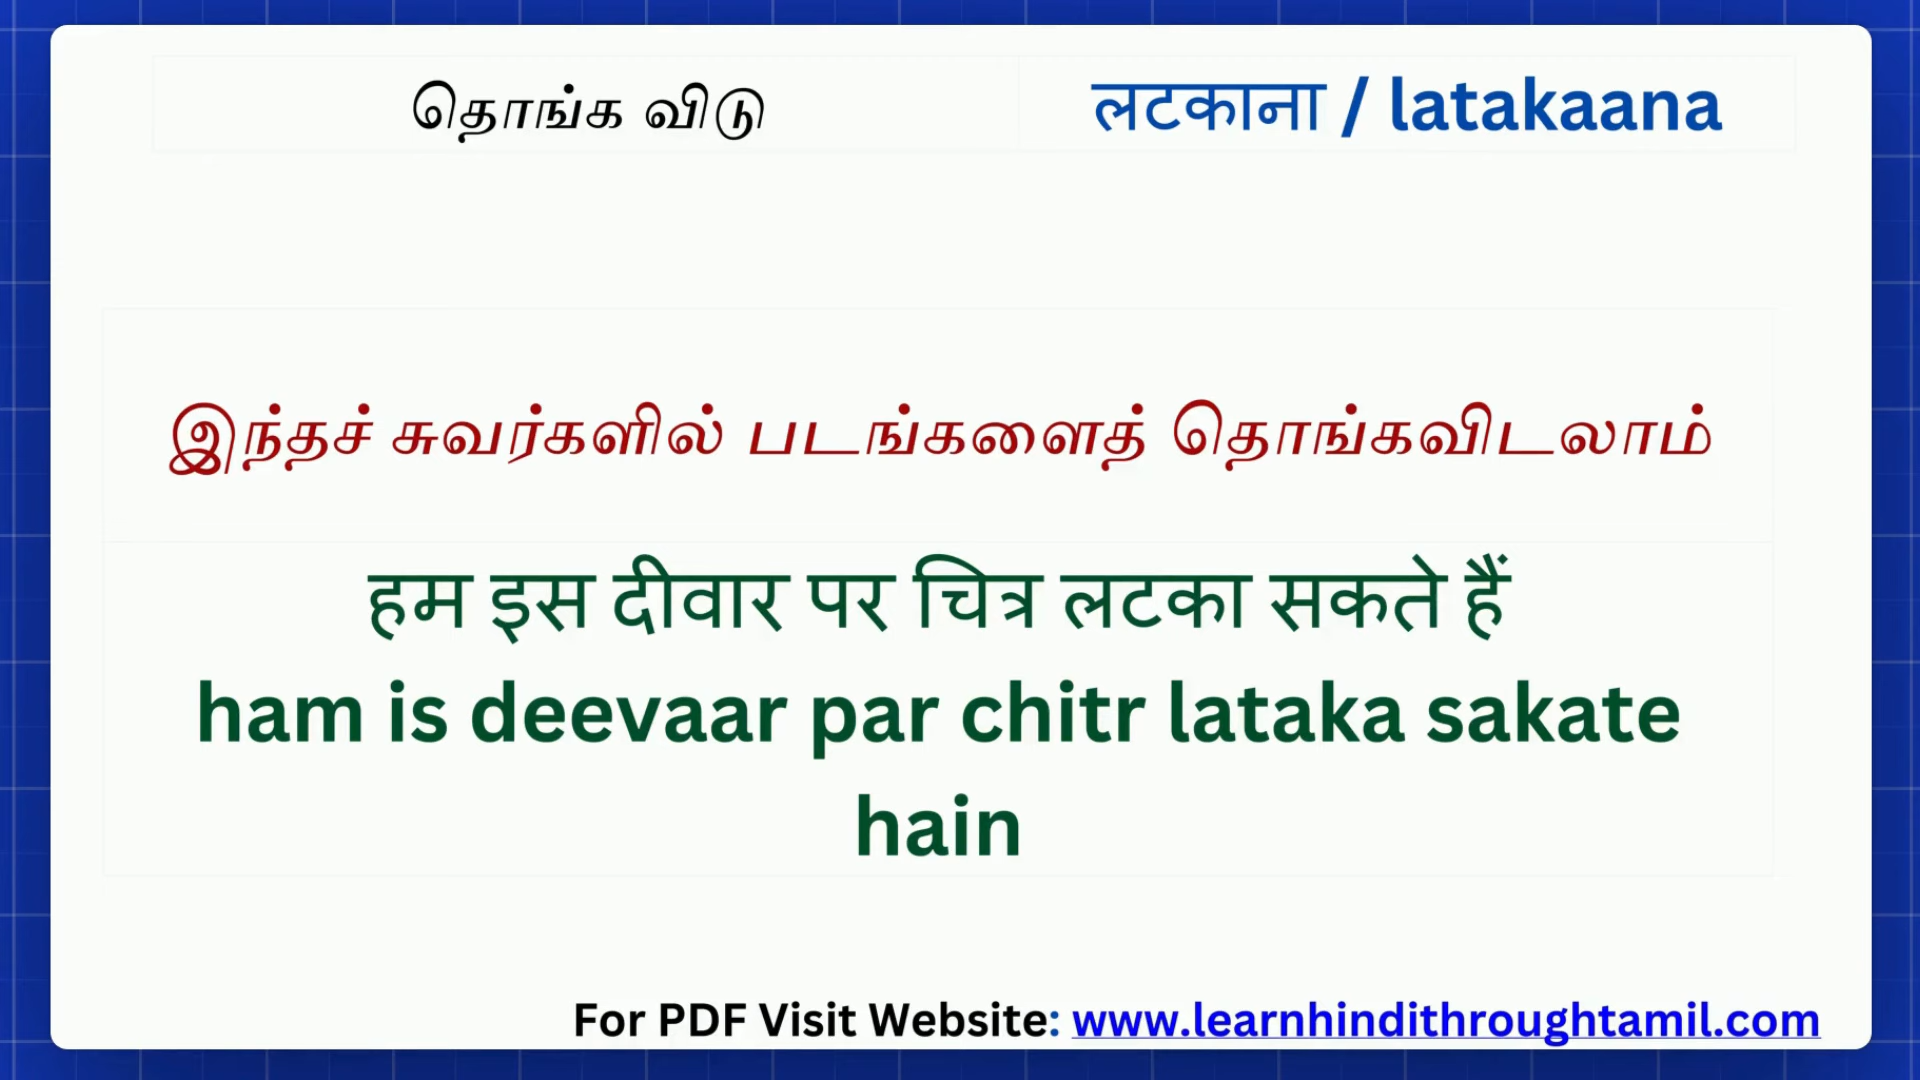 தொங்க விடு
लटकाना / latakaana
இந்தச் சுவர்களில் படங்களைத் தொங்கவிடலாம்
हम इस दीवार पर चित्र लटका सकते हैं
ham is deevaar par chitr lataka sakate
hain
For PDF Visit Website: www.learnhindithroughtamil.com